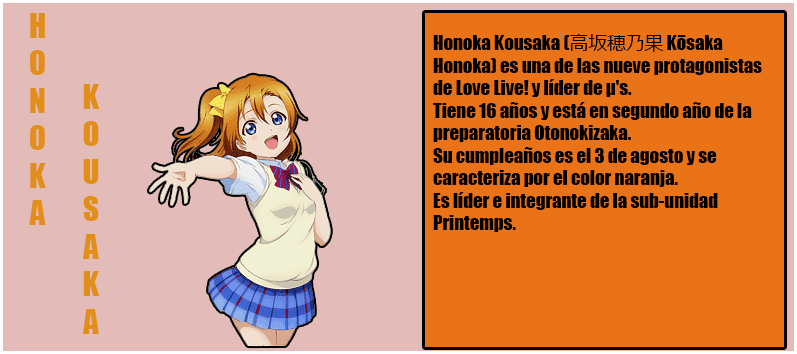 HONOKA
KOUSAKA
Honoka Kousaka (高坂穂乃果 Kōsaka
Honoka) es una de las nueve protagonistas
de Love Live! y líder de µ's.
Tiene 16 años y está en segundo año de la
preparatoria Otonokizaka.
Su cumpleaños es el 3 de agosto y se
caracteriza por el color naranja.
Es líder e integrante de la sub-unidad
Printemps.